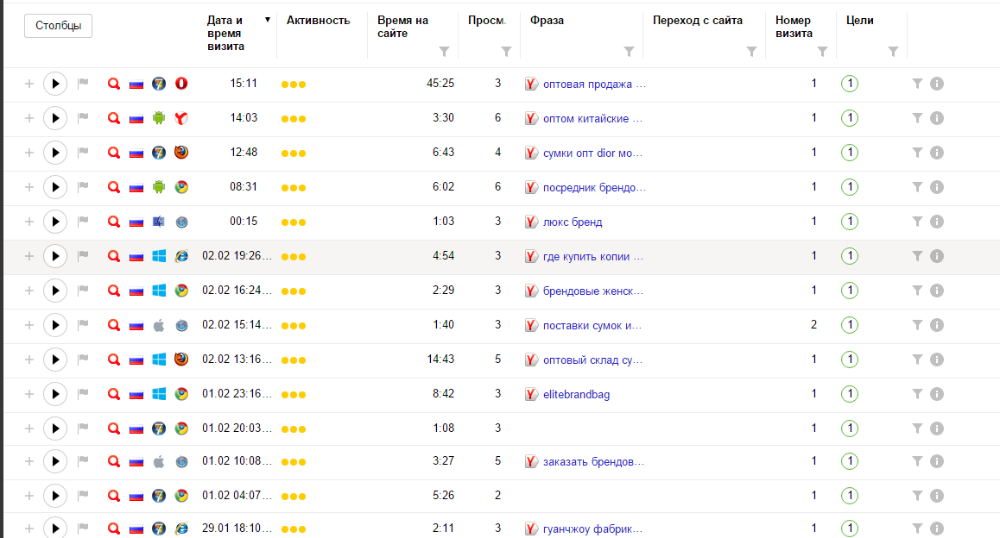 Столбцы
Дата и время визита ▼ Активность Время на сайте Просм. Фраза Переход с сайта Номер визита Цели
15:11 45:25 3 оптовая продажа … 1 1
14:03 3:30 6 оптом китайские … 1 1
12:48 6:43 4 сумки опт dior мо… 1 1
08:31 6:02 6 посредник брендо… 1 1
00:15 1:03 3 люкс бренд 1 1
02.02 19:26… 4:54 3 где купить копии … 1 1
02.02 16:24… 2:29 3 брендовые женск… 1 1
02.02 15:14… 1:40 3 поставки сумок и… 2 1
02.02 13:16… 14:43 5 оптовый склад су… 1 1
01.02 23:16… 8:42 3 elitebrandbag 1 1
01.02 20:03… 1:08 3 1 1
01.02 10:08… 3:27 5 заказать брендов… 1 1
01.02 04:07… 5:26 2 1 1
29.01 18:10… 2:11 3 гуанчжоу фабрик… 1 1